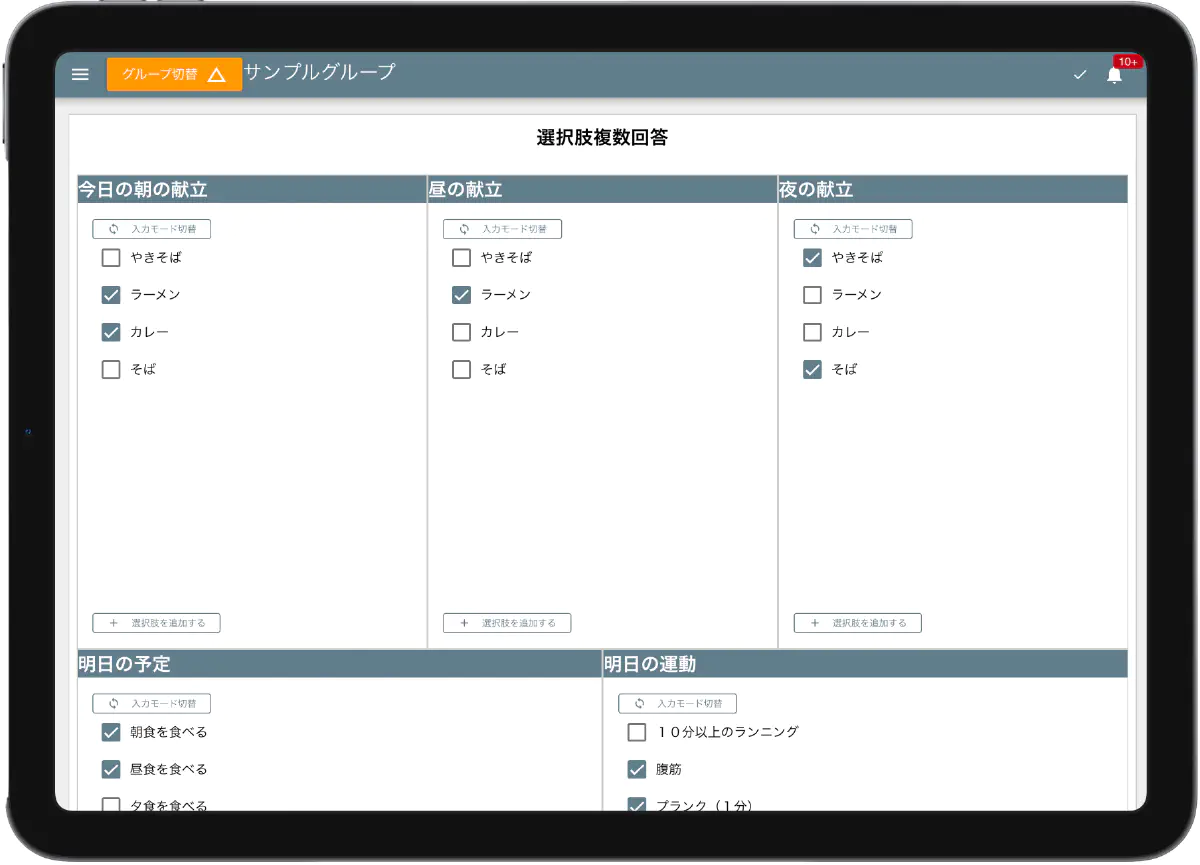 グループ切替 サンプルグループ 10+
選択肢複数回答
今日の朝の献立
入力モード切替
やきそば
ラーメン
カレー
そば
選択肢を追加する
昼の献立
入力モード切替
やきそば
ラーメン
カレー
そば
選択肢を追加する
夜の献立
入力モード切替
やきそば
ラーメン
カレー
そば
選択肢を追加する
明日の予定
入力モード切替
朝食を食べる
昼食を食べる
夕食を食べる
明日の運動
入力モード切替
１０分以上のランニング
腹筋
プランク（１分）